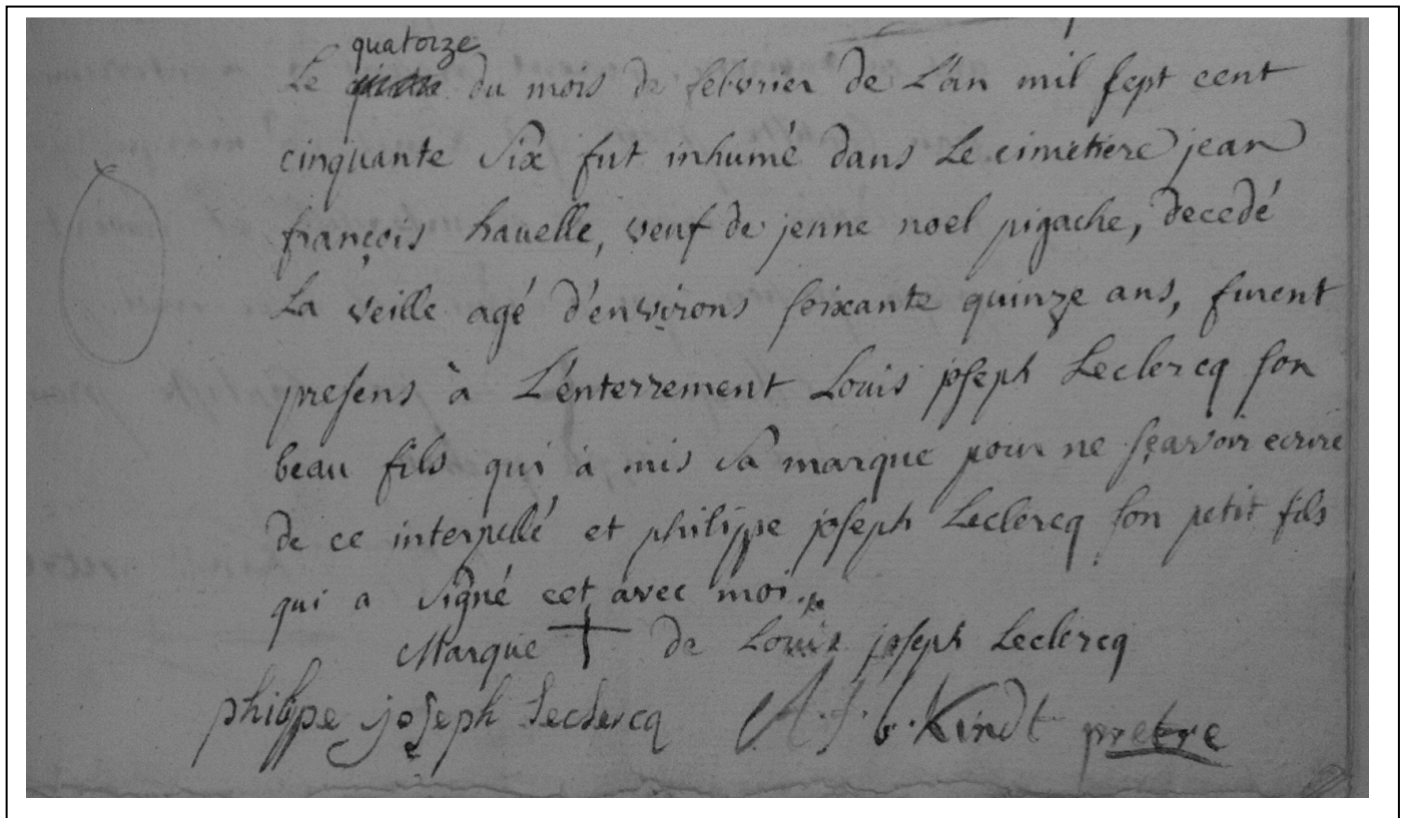 quatorze
Le du mois de febvrier de L'an mil sept cent
cinquante six fut inhumé dans Le cimetière jean
françois havelle, veuf de jenne noel pigache, decedé
La veille agé d'environs soixante quinze ans, furent
presens à L'enterrement Louis joseph Leclercq son
beau fils qui à mis sa marque pour ne sçavoir ecrire
de ce interpellé et philippe joseph Leclercq son petit fils
qui a signé cet avec moi.
Marque de Louis joseph Leclercq
philippe joseph leclercq Kindt pretre